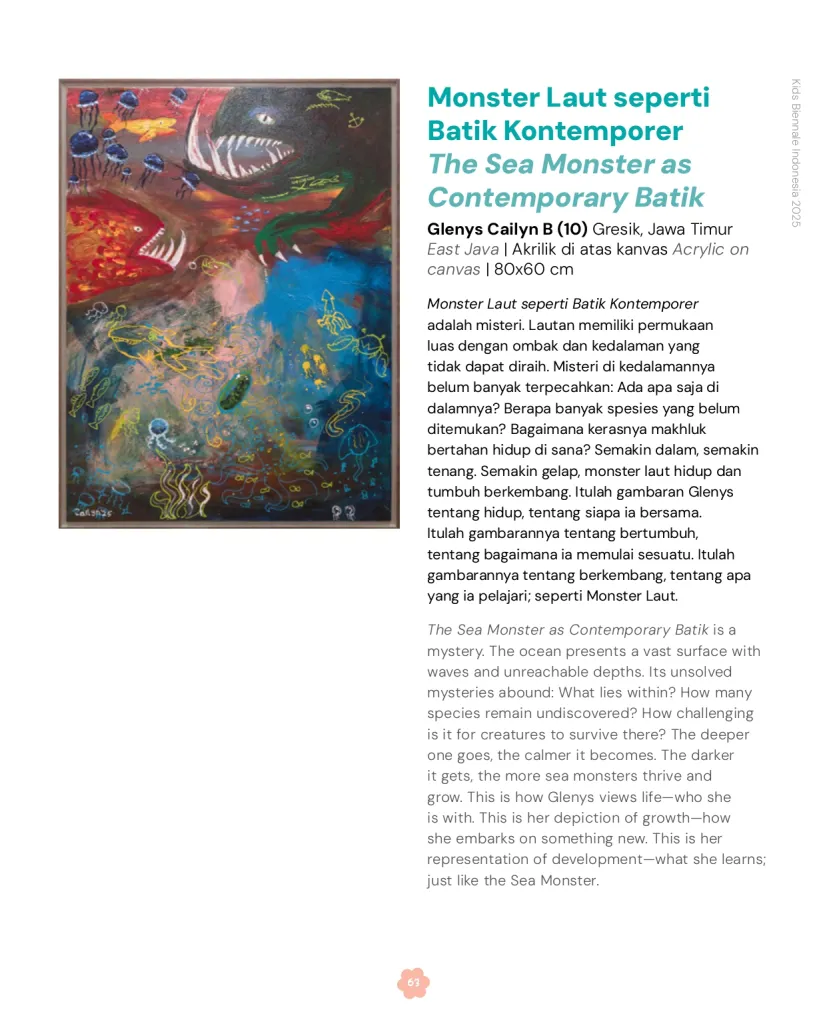 Monster Laut seperti
Batik Kontemporer
The Sea Monster as
Contemporary Batik
Glenys Cailyn B (10) Gresik, Jawa Timur
East Java | Akrilik di atas kanvas Acrylic on
canvas | 80x60 cm
Monster Laut seperti Batik Kontemporer
adalah misteri. Lautan memiliki permukaan
luas dengan ombak dan kedalaman yang
tidak dapat diraih. Misteri di kedalamannya
belum banyak terpecahkan: Ada apa saja di
dalamnya? Berapa banyak spesies yang belum
ditemukan? Bagaimana kerasnya makhluk
bertahan hidup di sana? Semakin dalam, semakin
tenang. Semakin gelap, monster laut hidup dan
tumbuh berkembang. Itulah gambaran Glenys
tentang hidup, tentang siapa ia bersama.
Itulah gambarannya tentang bertumbuh,
tentang bagaimana ia memulai sesuatu. Itulah
gambarannya tentang berkembang, tentang apa
yang ia pelajari; seperti Monster Laut.
The Sea Monster as Contemporary Batik is a
mystery. The ocean presents a vast surface with
waves and unreachable depths. Its unsolved
mysteries abound: What lies within? How many
species remain undiscovered? How challenging
is it for creatures to survive there? The deeper
one goes, the calmer it becomes. The darker
it gets, the more sea monsters thrive and
grow. This is how Glenys views life—who she
is with. This is her depiction of growth—how
she embarks on something new. This is her
representation of development—what she learns;
just like the Sea Monster.
Kids Biennale Indonesia 2025
63